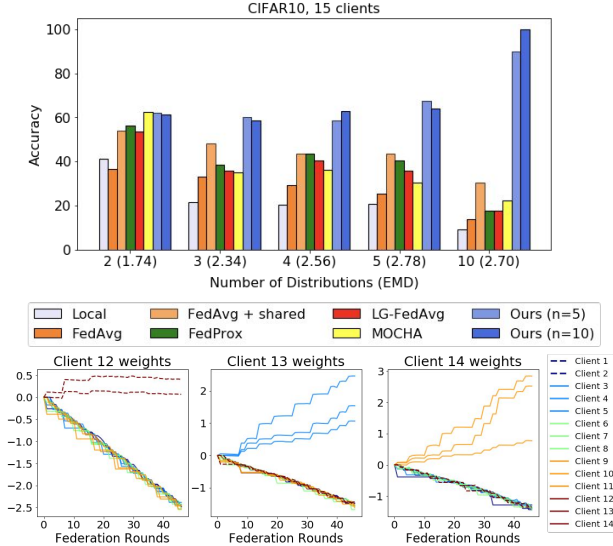 CIFAR10, 15 clients
100
80
60
40
20
0
Accuracy
2 (1.74) 3 (2.34) 4 (2.56) 5 (2.78) 10 (2.70)
Number of Distributions (EMD)
Local FedAvg + shared LG-FedAvg Ours (n=5)
FedAvg FedProx MOCHA Ours (n=10)
Client 12 weights
0.5
0.0
−0.5
−1.0
−1.5
−2.0
−2.5
0 10 20 30 40
Federation Rounds
Client 13 weights
2
1
0
−1
0 10 20 30 40
Federation Rounds
Client 14 weights
3
2
1
0
−1
0 10 20 30 40
Federation Rounds
Client 1
Client 2
Client 3
Client 4
Client 5
Client 6
Client 7
Client 8
Client 9
Client 10
Client 11
Client 12
Client 13
Client 14